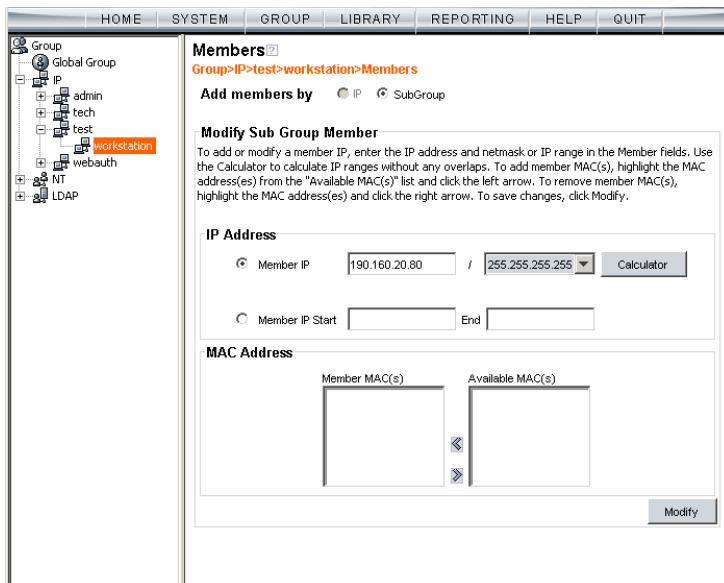 HOME SYSTEM GROUP LIBRARY REPORTING HELP QUIT
Group
Global Group
IP
admin
tech
test
workstation
webauth
NT
LDAP
Members?
Group>IP>test>workstation>Members
Add members by IP SubGroup
Modify Sub Group Member
To add or modify a member IP, enter the IP address and netmask or IP range in the Member fields. Use
the Calculator to calculate IP ranges without any overlaps. To add member MAC(s), highlight the MAC
address(es) from the "Available MAC(s)" list and click the left arrow. To remove member MAC(s),
highlight the MAC address(es) and click the right arrow. To save changes, click Modify.
IP Address
Member IP 190.160.20.80 / 255.255.255.255 Calculator
Member IP Start End
MAC Address
Member MAC(s) Available MAC(s)
Modify